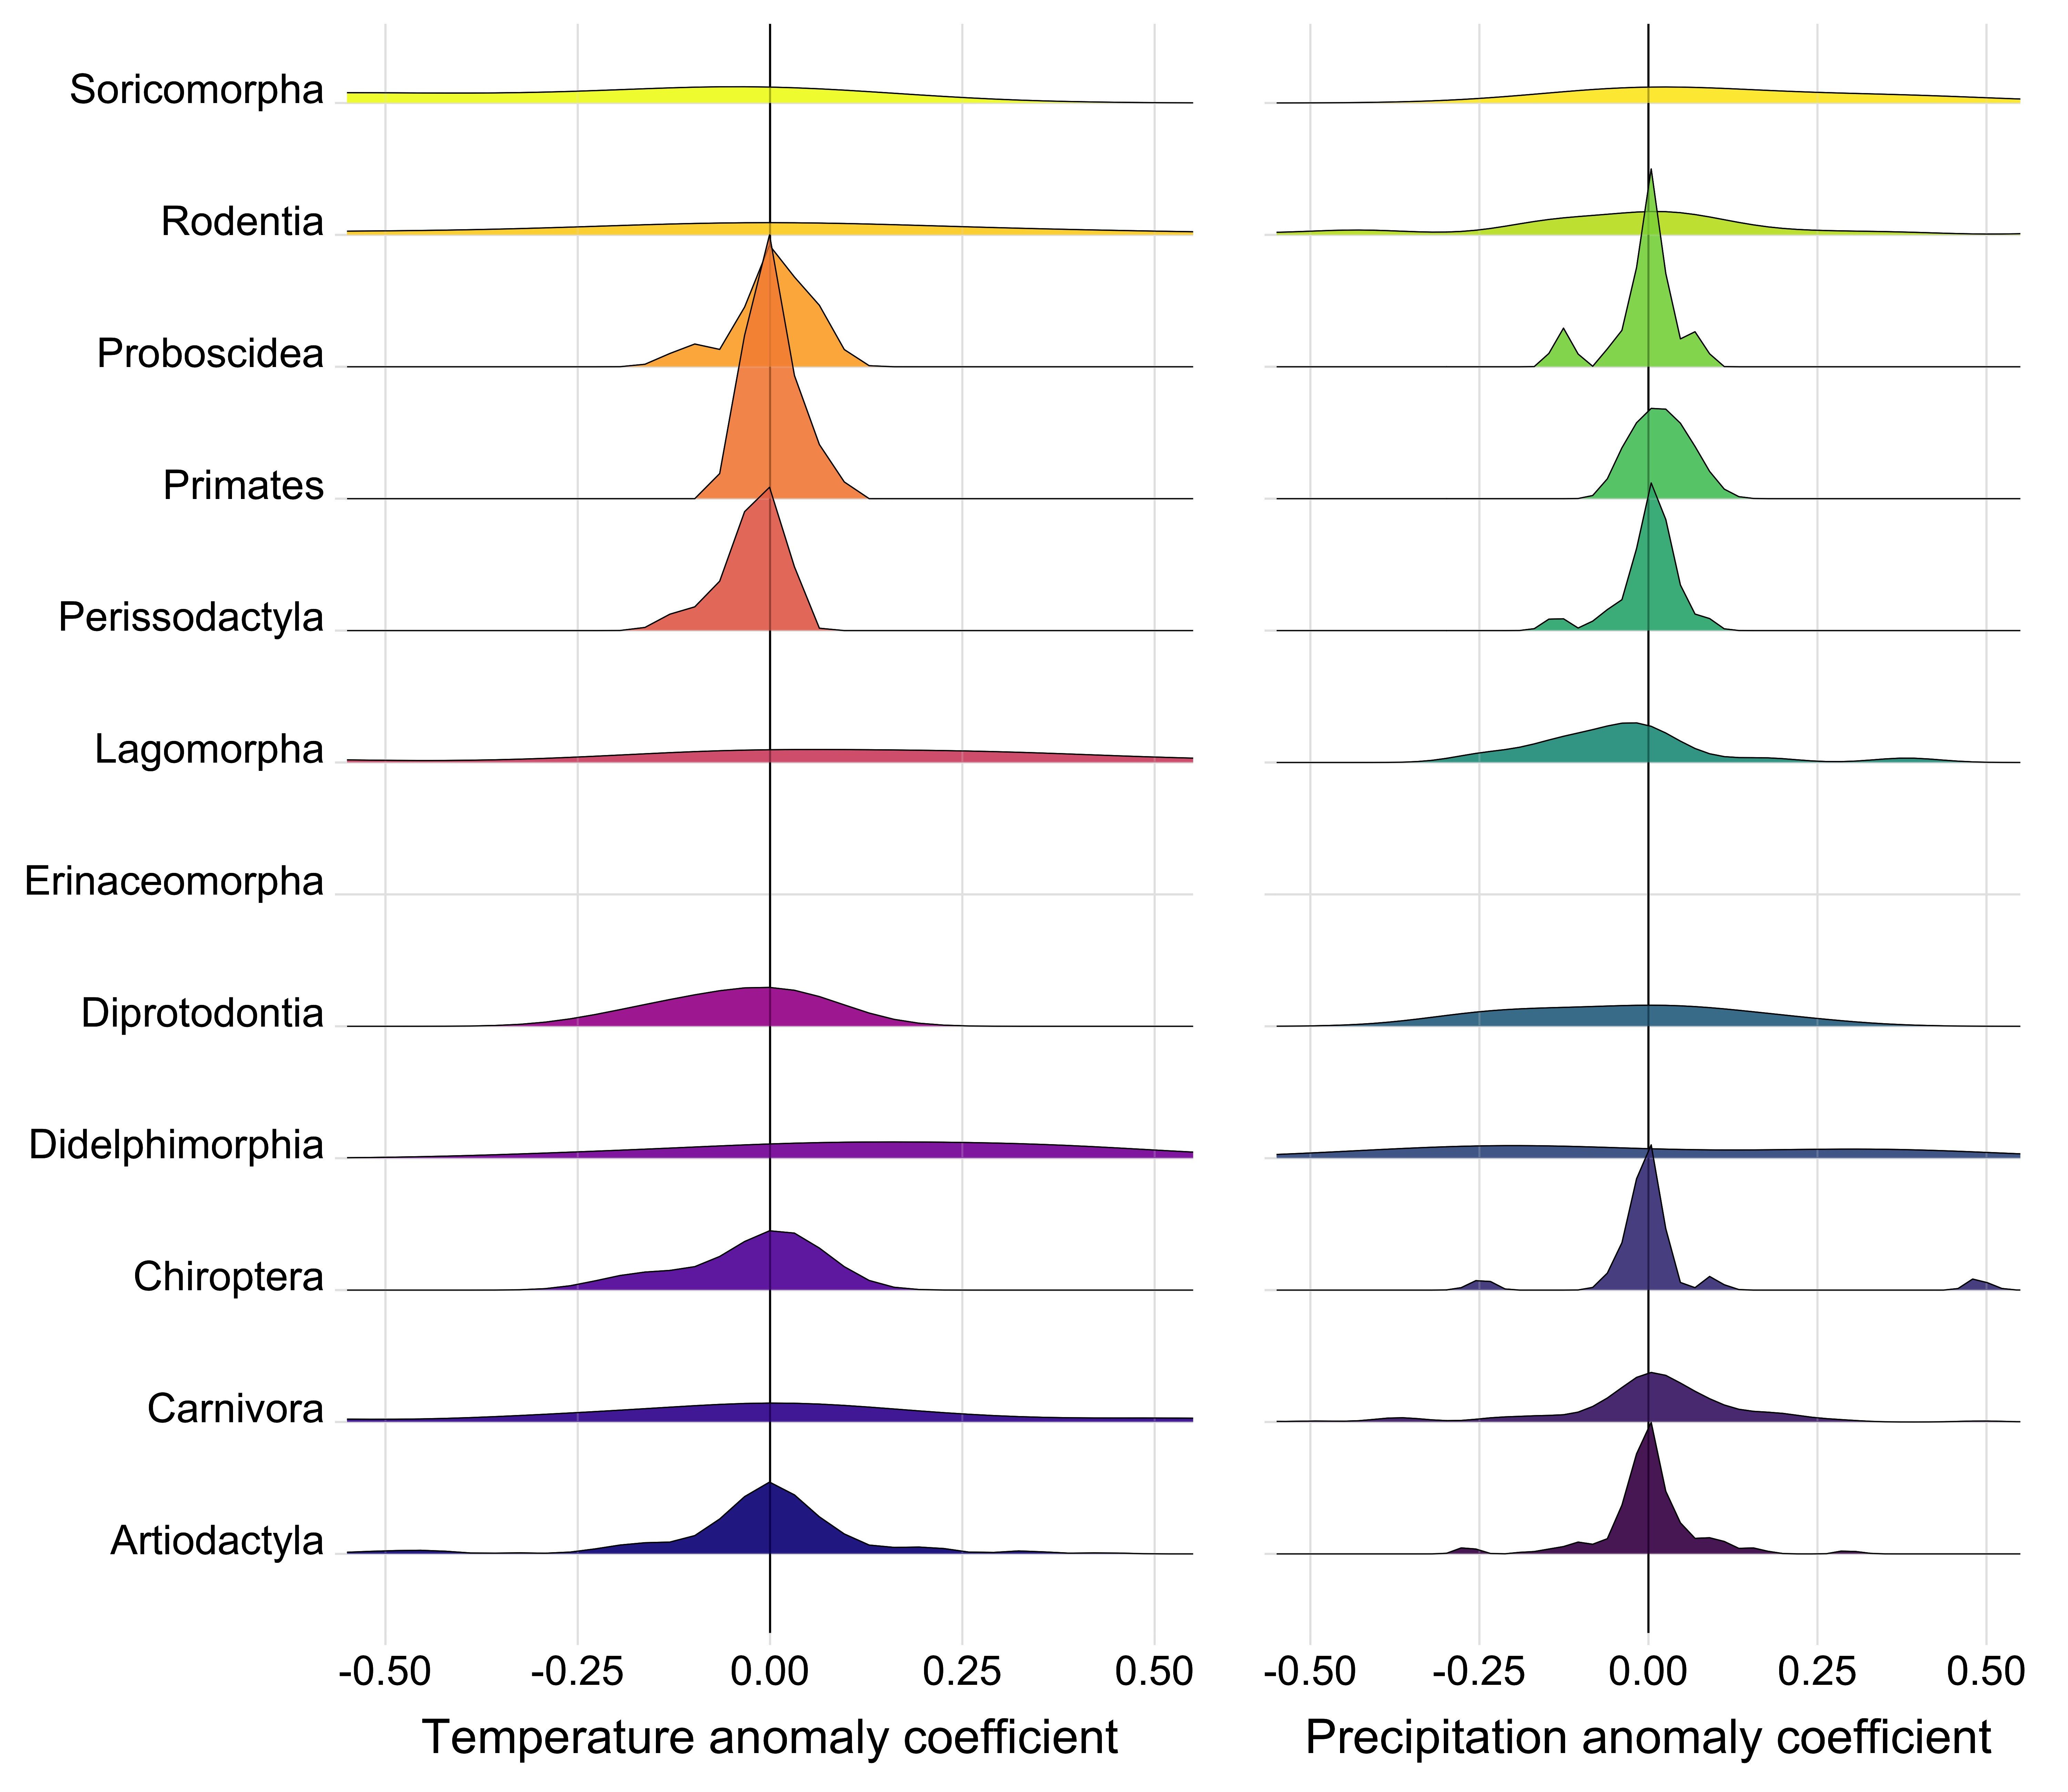 Soricomorpha
Rodentia
Proboscidea
Primates
Perissodactyla
Lagomorpha
Erinaceomorpha
Diprotodontia
Didelphimorphia
Chiroptera
Carnivora
Artiodactyla
-0.50 -0.25 0.00 0.25 0.50 -0.50 -0.25 0.00 0.25 0.50
Temperature anomaly coefficient Precipitation anomaly coefficient